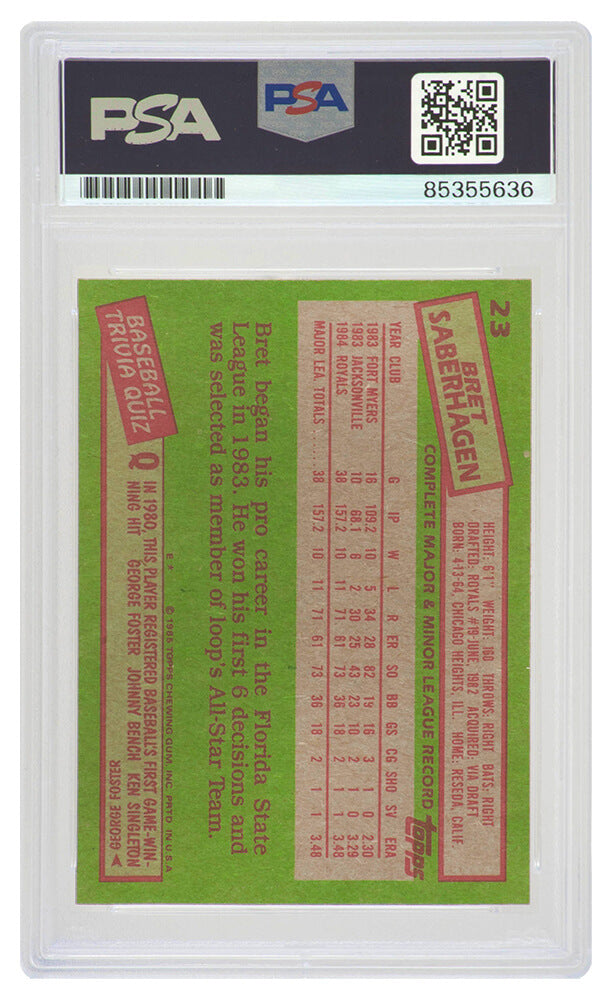 PSA
PSA
85355636
23
BRET
SABERHAGEN
HEIGHT: 6'1" WEIGHT: 160 THROWS: RIGHT BATS: RIGHT
DRAFTED: ROYALS #19-JUNE, 1982 ACQUIRED: VIA DRAFT
BORN: 4-13-64, CHICAGO HEIGHTS, ILL. HOME: RESEDA, CALIF.
COMPLETE MAJOR & MINOR LEAGUE RECORD topps
YEAR CLUB G IP W L R ER SO BB GS CG SHO SV ERA
1983 FORT MYERS 16 109.2 10 5 34 28 82 19 16 3 1 0 2.30
1983 JACKSONVILLE 10 68.1 6 2 30 25 43 23 10 2 1 0 3.29
1984 ROYALS 38 157.2 10 11 71 61 73 36 18 2 1 1 3.48
MAJOR LEA. TOTALS . . . . 38 157.2 10 11 71 61 73 36 18 2 1 1 3.48
Bret began his pro career in the Florida State
League in 1983. He won his first 6 decisions and
was selected as member of loop's All-Star Team.
E* © 1985 TOPPS CHEWING GUM, INC. PRTD. IN U.S.A.
BASEBALL
TRIVIA QUIZ
Q IN 1980, THIS PLAYER REGISTERED BASEBALL'S FIRST GAME-WIN-
NING HIT GEORGE FOSTER JOHNNY BENCH KEN SINGLETON
GEORGE FOSTER A